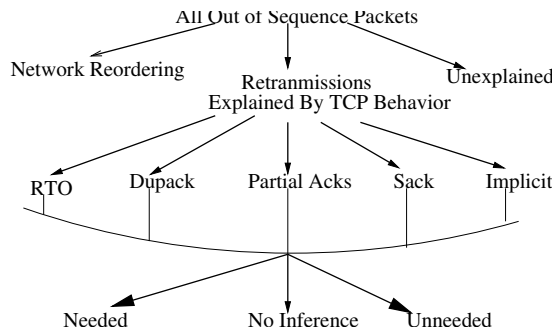 All Out of Sequence Packets
Network Reordering
Unexplained
Retranmissions
Explained By TCP Behavior
RTO
Dupack
Partial Acks
Sack
Implicit
Needed
No Inference
Unneeded